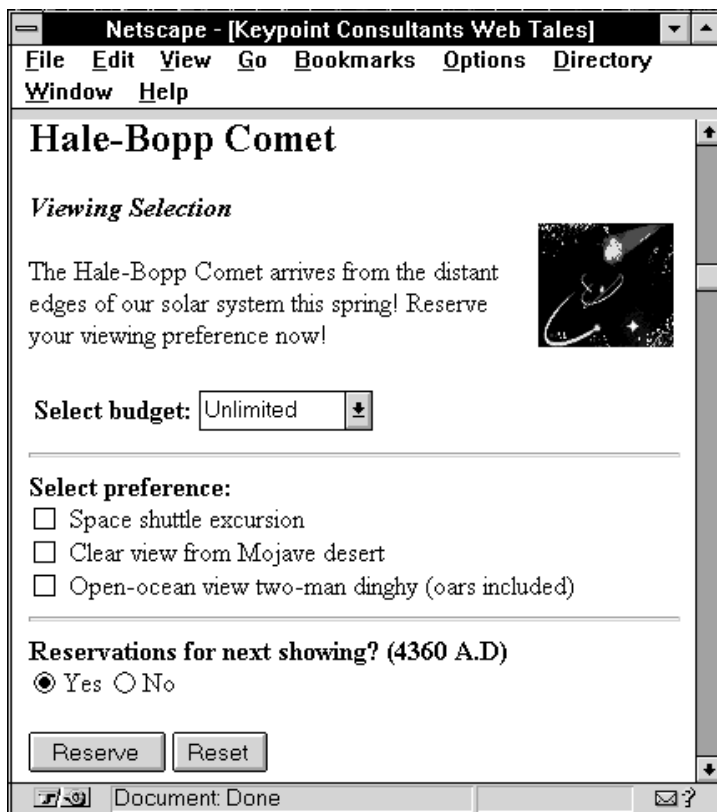 Netscape - [Keypoint Consultants Web Tales]
File Edit View Go Bookmarks Options Directory
Window Help
Hale-Bopp Comet
Viewing Selection
The Hale-Bopp Comet arrives from the distant
edges of our solar system this spring! Reserve
your viewing preference now!
Select budget: Unlimited
Select preference:
Space shuttle excursion
Clear view from Mojave desert
Open-ocean view two-man dinghy (oars included)
Reservations for next showing? (4360 A.D)
Yes No
Reserve Reset
Document: Done ?